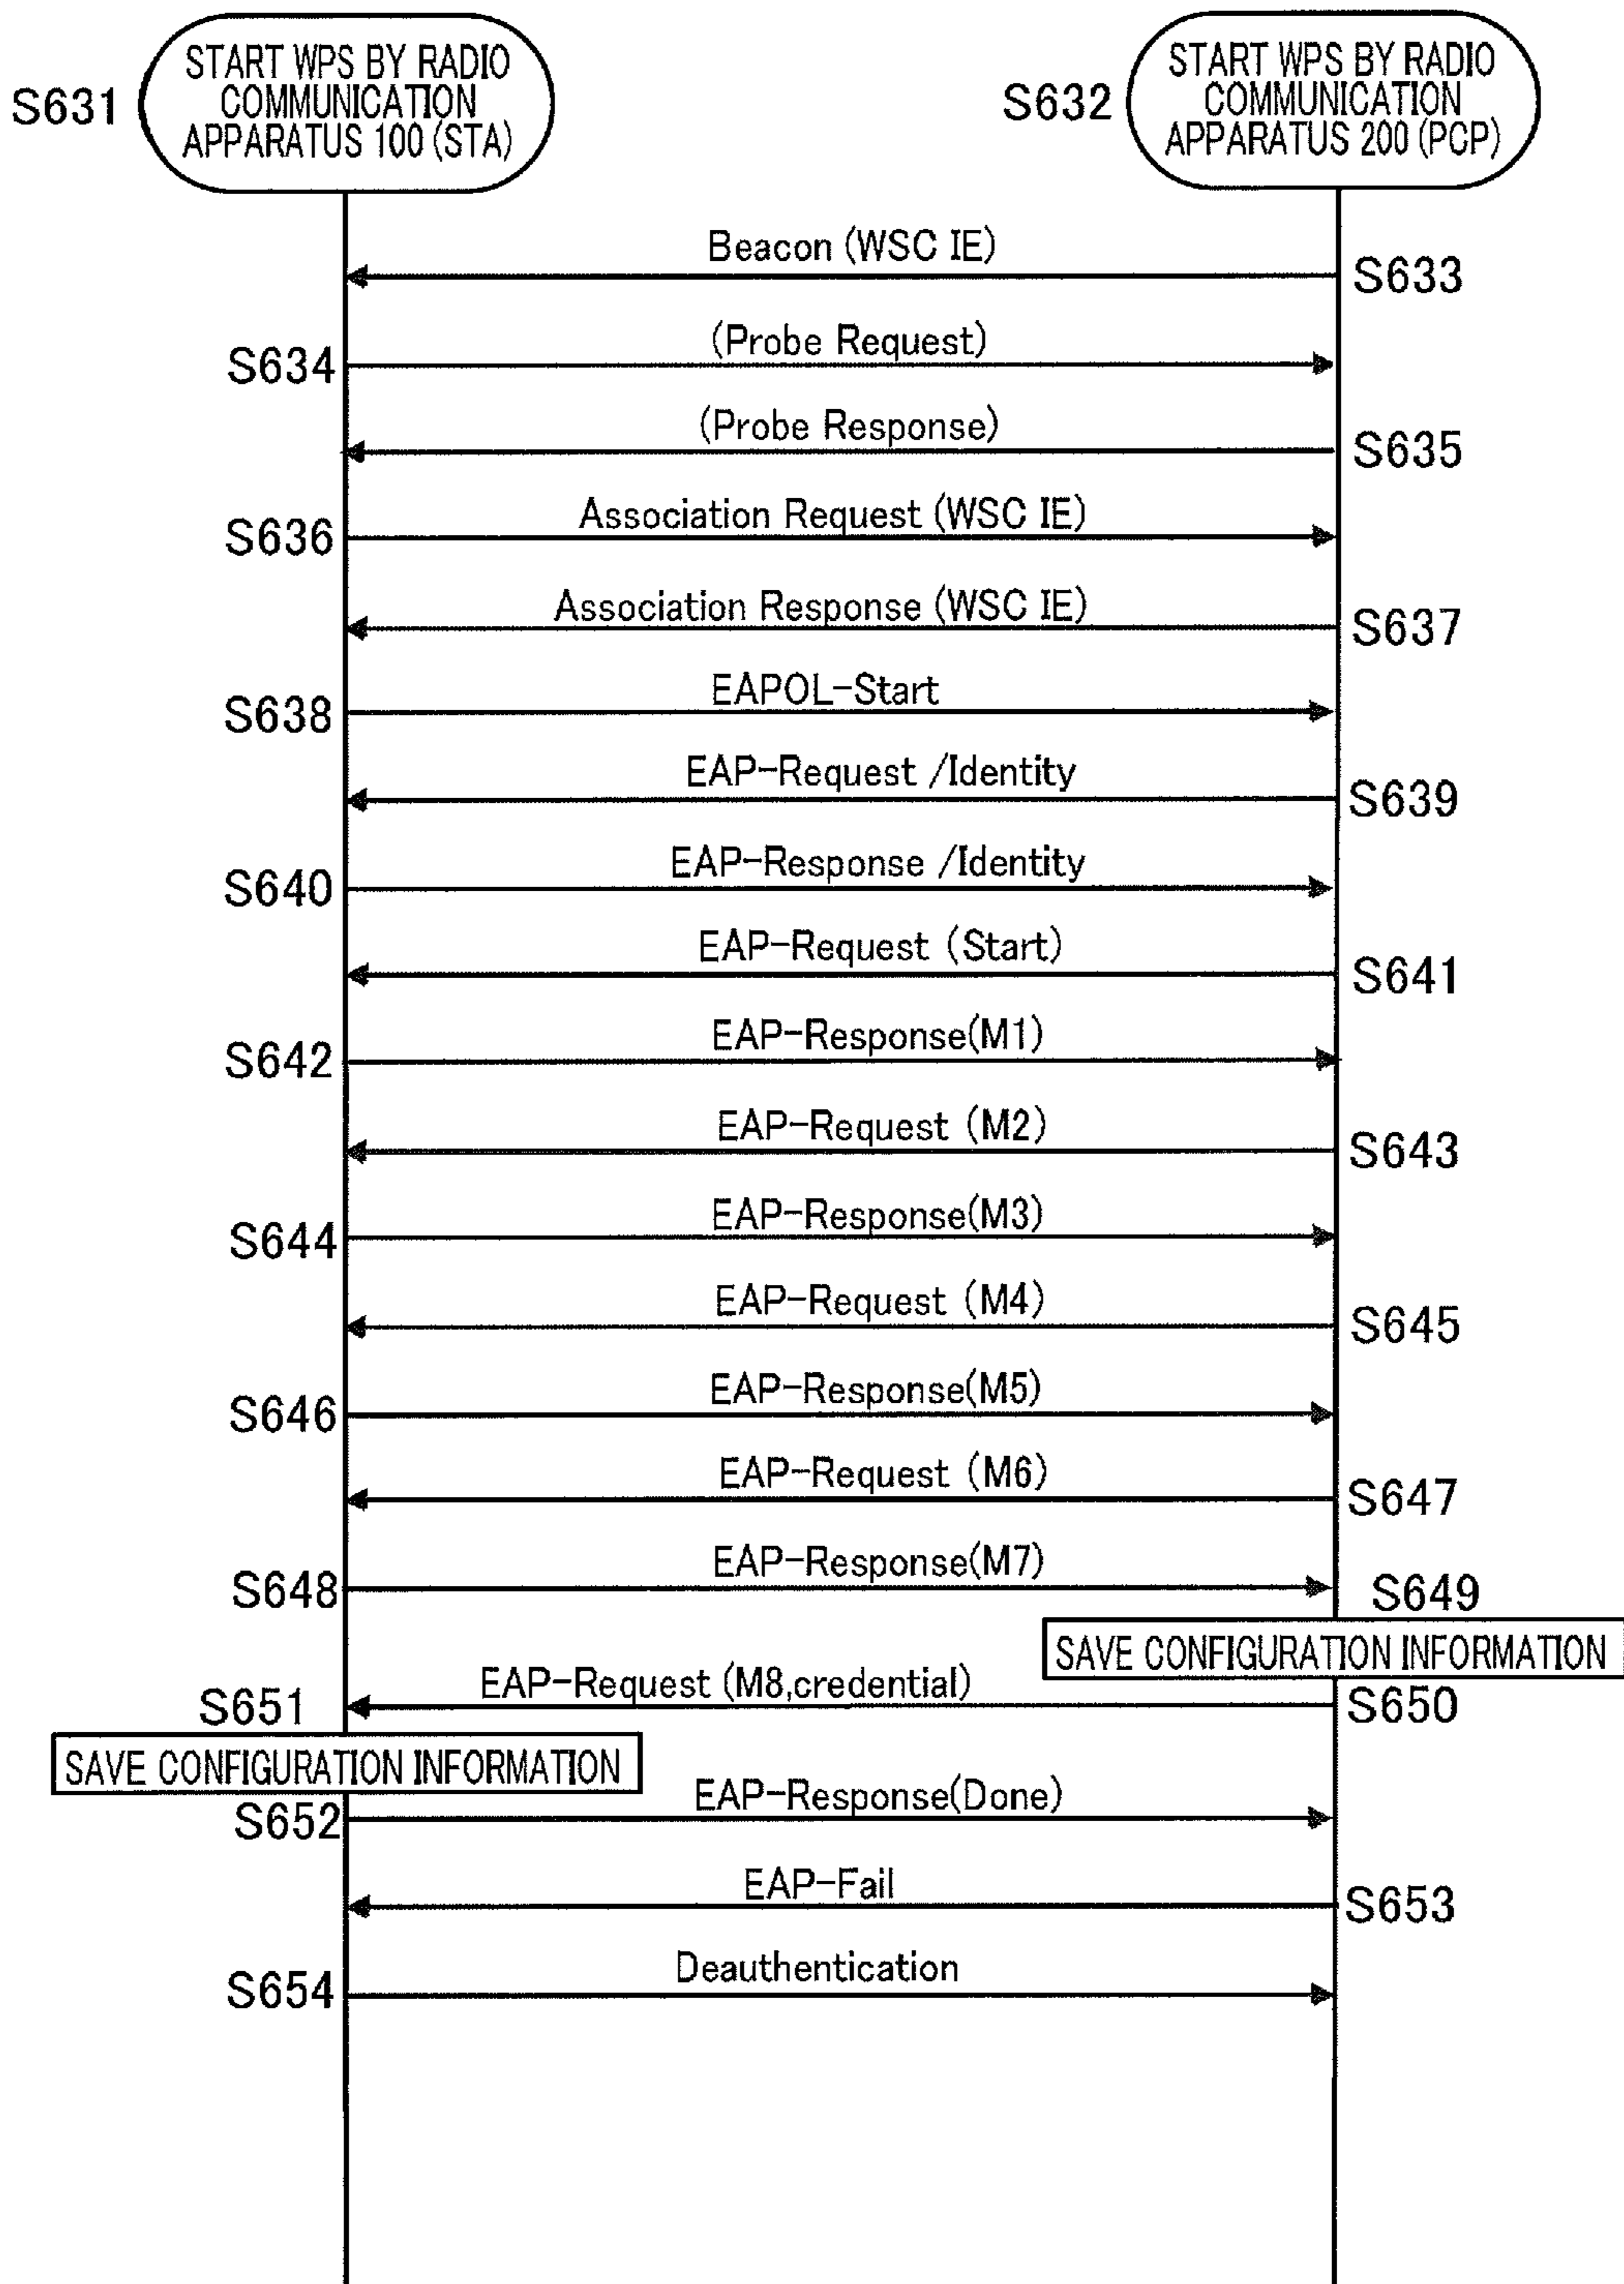 S631
START WPS BY RADIO
COMMUNICATION
APPARATUS 100 (STA)
S632
START WPS BY RADIO
COMMUNICATION
APPARATUS 200 (PCP)
Beacon (WSC IE)
S633
(Probe Request)
S634
(Probe Response)
S635
Association Request (WSC IE)
S636
Association Response (WSC IE)
S637
EAPOL-Start
S638
EAP-Request /Identity
S639
EAP-Response /Identity
S640
EAP-Request (Start)
S641
EAP-Response(M1)
S642
EAP-Request (M2)
S643
EAP-Response(M3)
S644
EAP-Request (M4)
S645
EAP-Response(M5)
S646
EAP-Request (M6)
S647
EAP-Response(M7)
S648
S649
SAVE CONFIGURATION INFORMATION
EAP-Request (M8,credential)
S650
S651
SAVE CONFIGURATION INFORMATION
EAP-Response(Done)
S652
EAP-Fail
S653
Deauthentication
S654